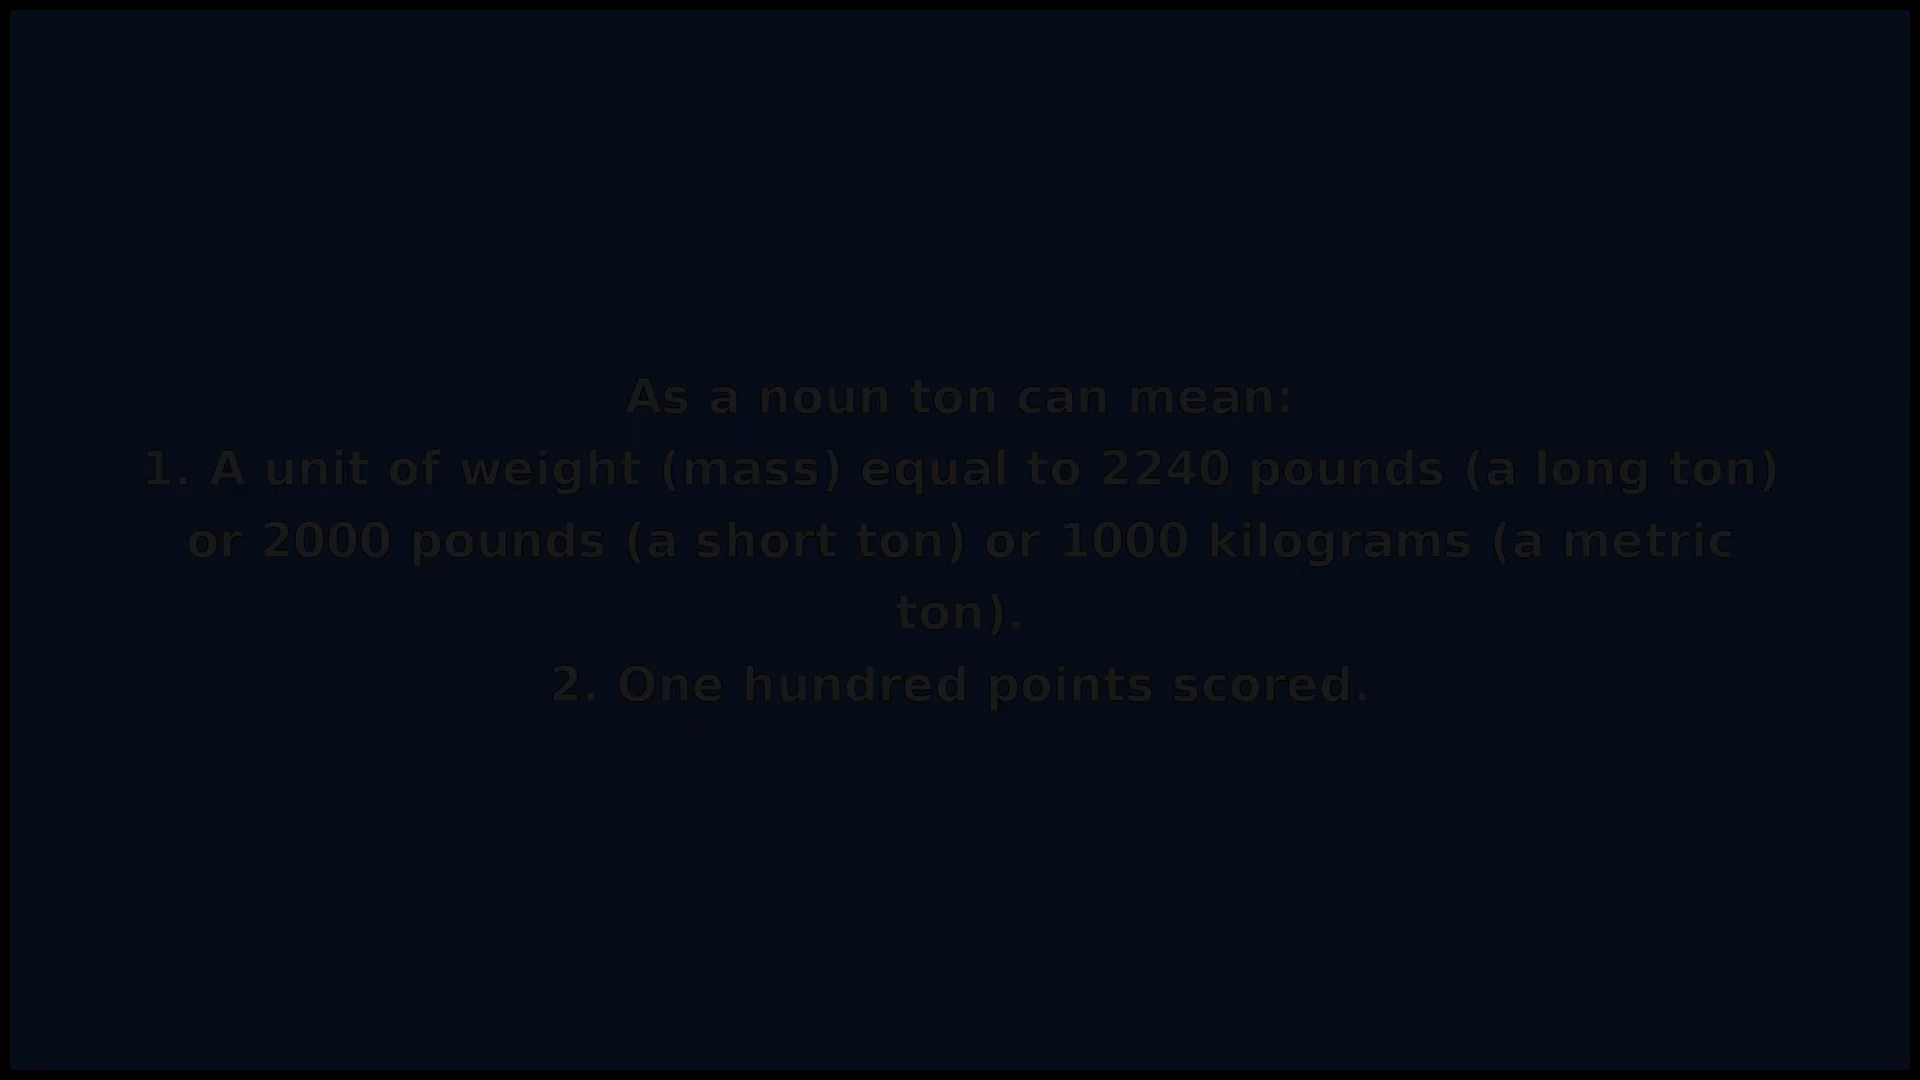 As a noun ton can mean:
1. A unit of weight (mass) equal to 2240 pounds (a long ton)
or 2000 pounds (a short ton) or 1000 kilograms (a metric
ton).
2. One hundred points scored.